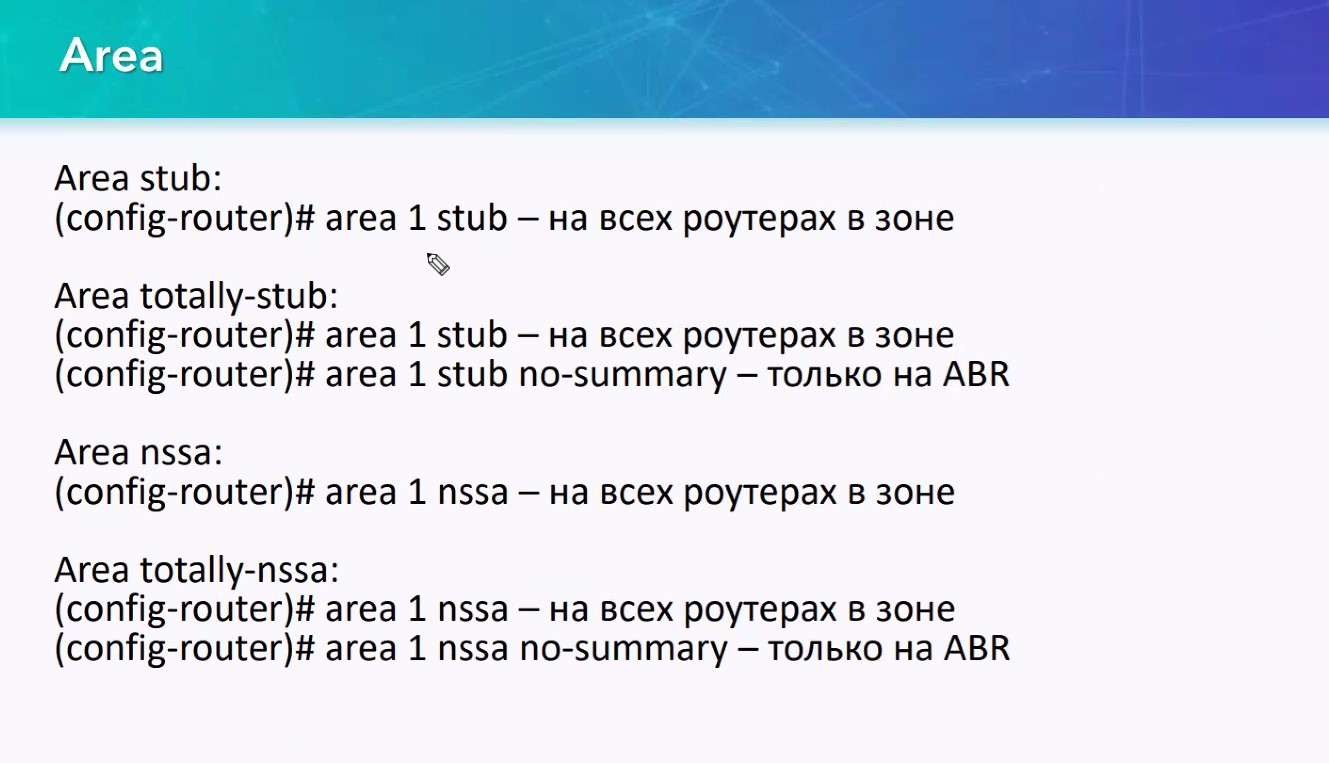 Area
Area stub:
(config-router)# area 1 stub – на всех роутерах в зоне
Area totally-stub:
(config-router)# area 1 stub – на всех роутерах в зоне
(config-router)# area 1 stub no-summary – только на ABR
Area nssa:
(config-router)# area 1 nssa – на всех роутерах в зоне
Area totally-nssa:
(config-router)# area 1 nssa – на всех роутерах в зоне
(config-router)# area 1 nssa no-summary – только на ABR